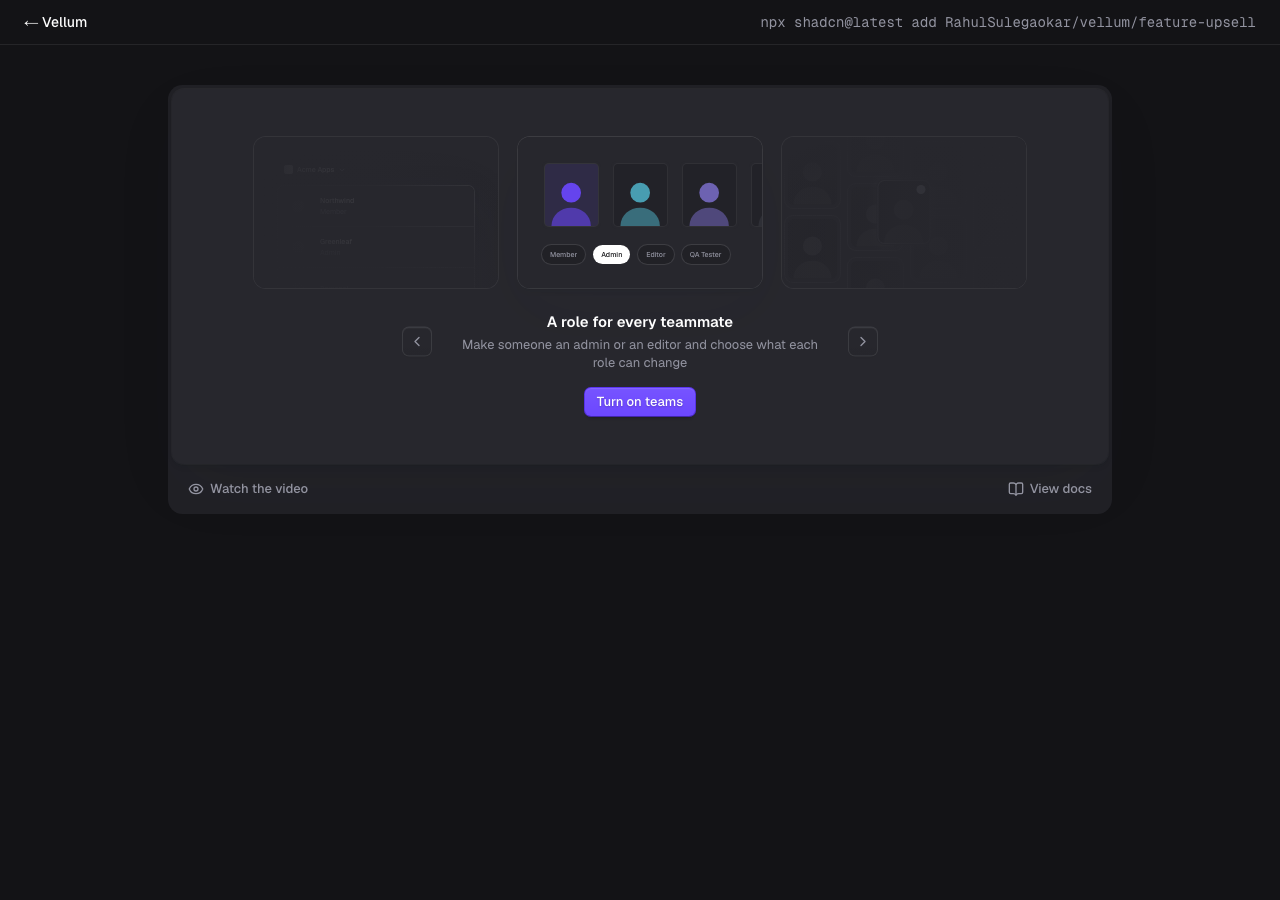 ← Vellum
npx shadcn@latest add RahulSulegaokar/vellum/feature-upsell
Member
Admin
Editor
QA Tester
A role for every teammate
Make someone an admin or an editor and choose what each
role can change
Turn on teams
Watch the video
View docs